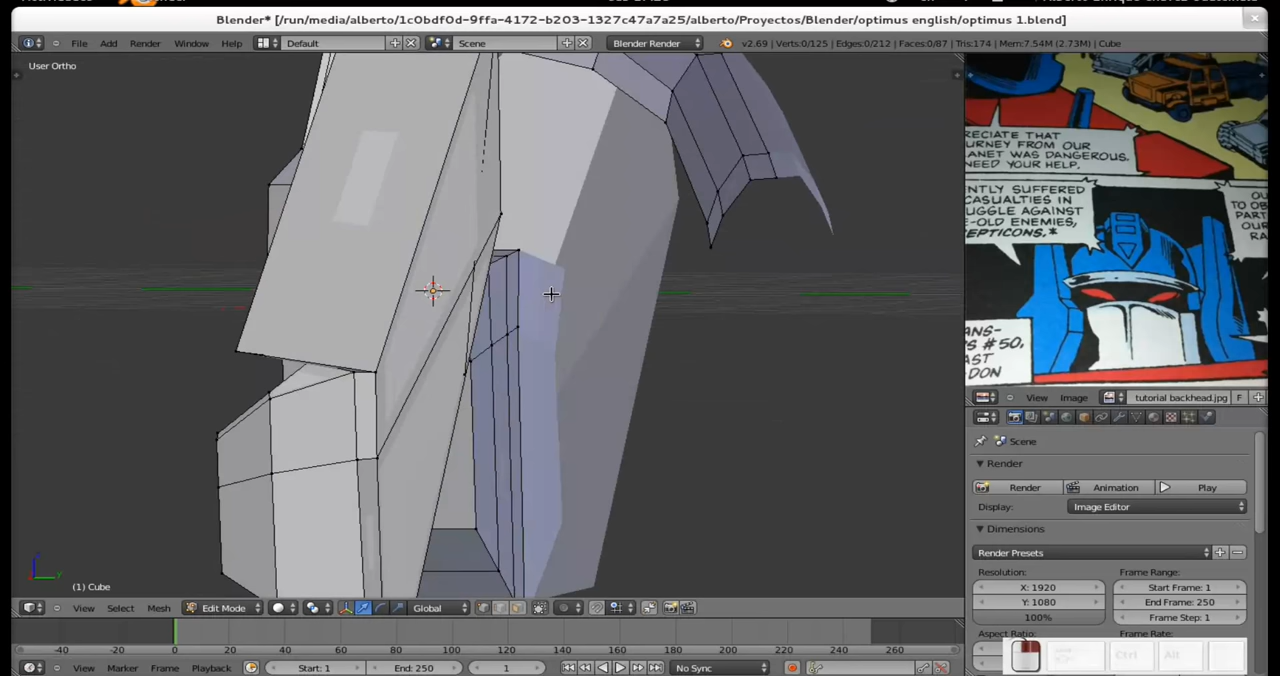 Blender* [/run/media/alberto/1c0bdf0d-9ffa-4172-b203-1327c47a7a25/alberto/Proyectos/Blender/optimus english/optimus 1.blend]
File Add Render Window Help Default Scene Blender Render v2.69 | Verts:0/125 | Edges:0/212 | Faces:0/87 | Tris:174 | Mem:7.54M (2.73M) | Cube
User Ortho
RECIATE THAT
URNEY FROM OUR
ANET WAS DANGEROUS.
NEED YOUR HELP.
NTLY SUFFERED
CASUALTIES IN
UGGLE AGAINST
-OLD ENEMIES,
EPTICONS.*
OU
TO OB
PART
OUR
RA
ANS-
S #50,
AST
DON
View Image tutorial backhead.jpg F
Scene
Render
Render Animation Play
Display: Image Editor
Dimensions
Render Presets
Resolution: Frame Range:
X: 1920 Start Frame: 1
Y: 1080 End Frame: 250
100% Frame Step: 1
Aspect Ratio: Frame Rate:
Ctrl Alt
(1) Cube
View Select Mesh Edit Mode Global
-40 -20 0 20 40 60 80 100 120 140 160 180 200 220 240 260
View Marker Frame Playback Start: 1 End: 250 1 No Sync